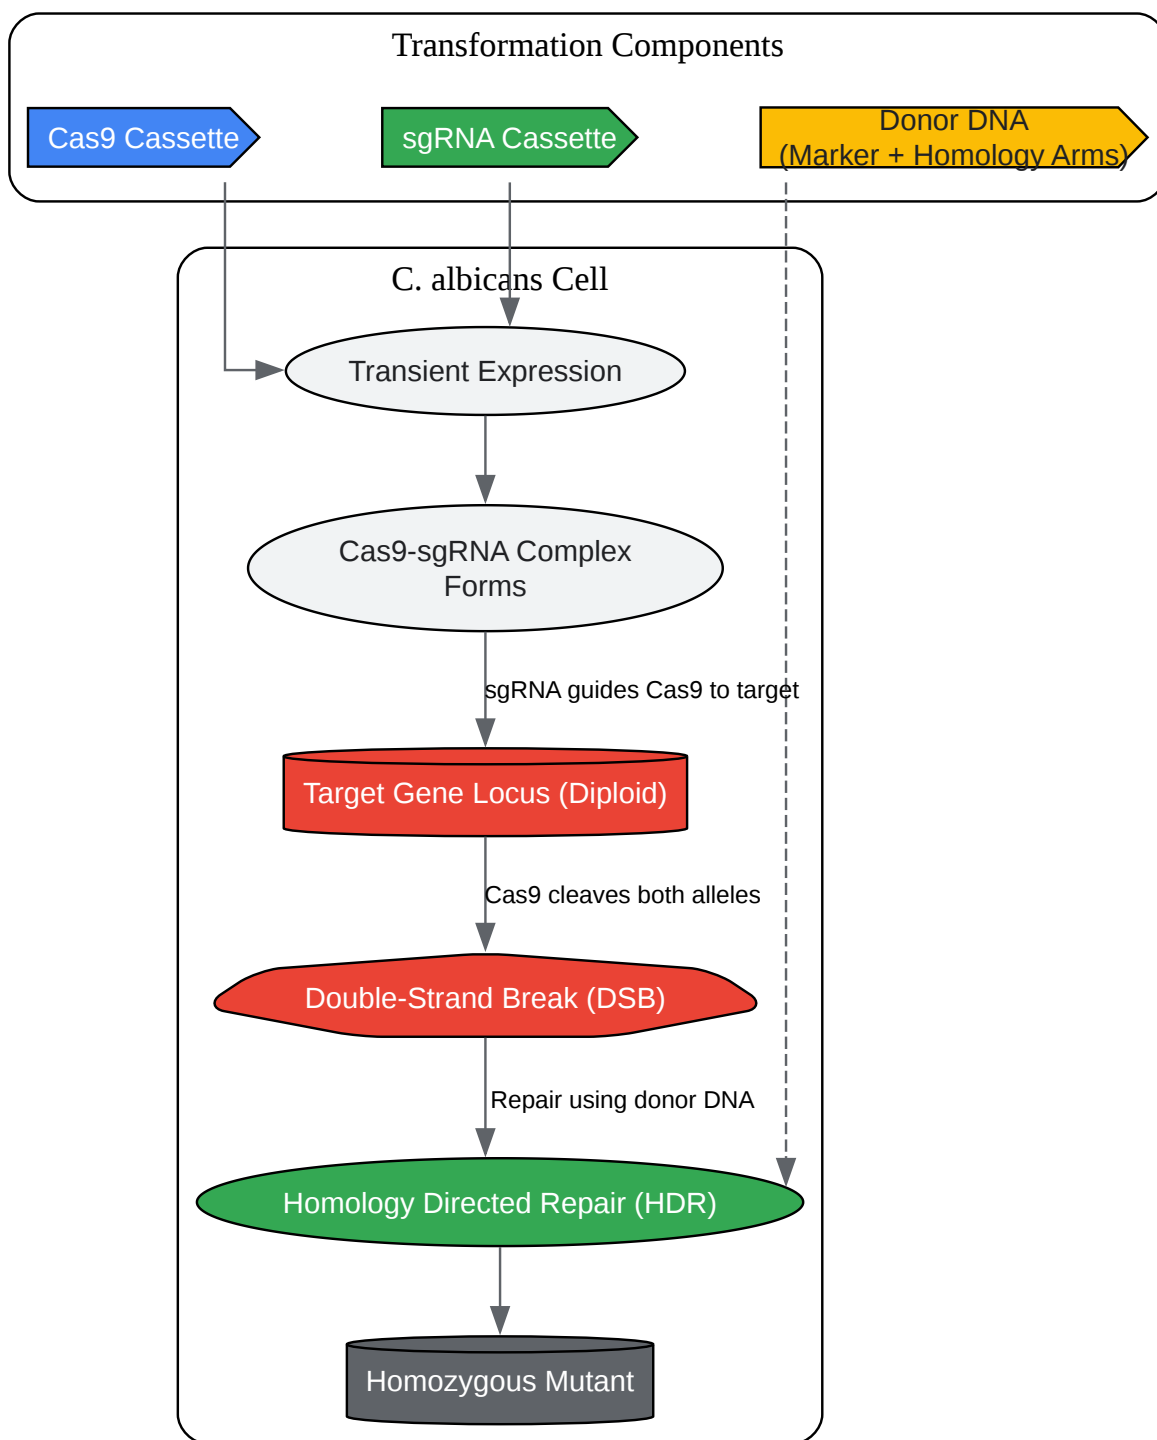 Transformation Components
Cas9 Cassette
sgRNA Cassette
Donor DNA
(Marker + Homology Arms)
C. albicans Cell
Transient Expression
Cas9-sgRNA Complex
Forms
sgRNA guides Cas9 to target
Target Gene Locus (Diploid)
Cas9 cleaves both alleles
Double-Strand Break (DSB)
Repair using donor DNA
Homology Directed Repair (HDR)
Homozygous Mutant